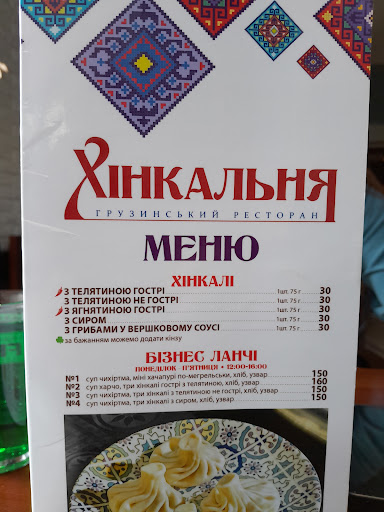 ХІНКАЛЬНЯ
ГРУЗИНСЬКИЙ РЕСТОРАН
МЕНЮ
ХІНКАЛІ
З ТЕЛЯТИНОЮ ГОСТРІ 1шт. 75 г 30
З ТЕЛЯТИНОЮ НЕ ГОСТРІ 1шт. 75 г 30
З ЯГНЯТИНОЮ ГОСТРІ 1шт. 75 г 30
З СИРОМ 1шт. 75 г 30
З ГРИБАМИ У ВЕРШКОВОМУ СОУСІ 1шт. 75 г 30
за бажанням можемо додати кінзу
БІЗНЕС ЛАНЧІ
ПОНЕДІЛОК - П'ЯТНИЦЯ • 12:00-16:00
№1 суп чихіртма, міні хачапурі по-мегрельськи, хліб, узвар 150
№2 суп харчо, три хінкалі гострі з телятиною, хліб, узвар 160
№3 суп чихіртма, три хінкалі з телятиною не гострі, хліб, узвар 150
№4 суп чихіртма, три хінкалі з сиром, хліб, узвар 150